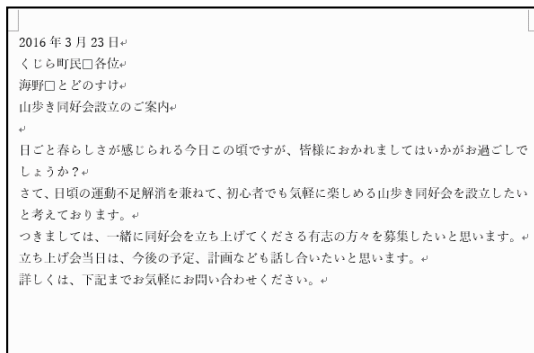 2016 年 3 月 23 日↵
くじら町民□各位↵
海野□とどのすけ↵
山歩き同好会設立のご案内↵
↵
日ごと春らしさが感じられる今日この頃ですが、皆様におかれましてはいかがお過ごしで
しょうか？↵
さて、日頃の運動不足解消を兼ねて、初心者でも気軽に楽しめる山歩き同好会を設立したい
と考えております。↵
つきましては、一緒に同好会を立ち上げてくださる有志の方々を募集したいと思います。↵
立ち上げ会当日は、今後の予定、計画なども話し合いたいと思います。↵
詳しくは、下記までお気軽にお問い合わせください。↵